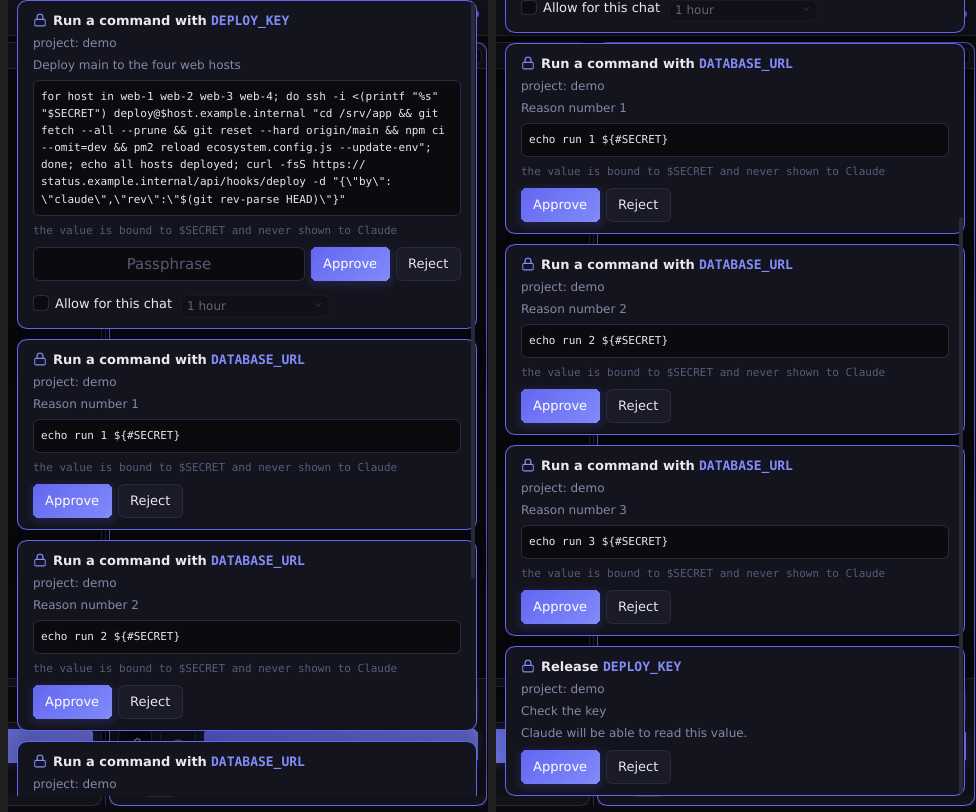 Run a command with DEPLOY_KEY
project: demo
Deploy main to the four web hosts
for host in web-1 web-2 web-3 web-4; do ssh -i <(printf "%s"
"$SECRET") deploy@$host.example.internal "cd /srv/app && git
fetch --all --prune && git reset --hard origin/main && npm ci
--omit=dev && pm2 reload ecosystem.config.js --update-env";
done; echo all hosts deployed; curl -fsS https://
status.example.internal/api/hooks/deploy -d "{\"by\":
\"claude\",\"rev\":\"$(git rev-parse HEAD)\"}"
the value is bound to $SECRET and never shown to Claude
Passphrase Approve Reject
Allow for this chat 1 hour
Run a command with DATABASE_URL
project: demo
Reason number 1
echo run 1 ${#SECRET}
the value is bound to $SECRET and never shown to Claude
Approve Reject
Run a command with DATABASE_URL
project: demo
Reason number 2
echo run 2 ${#SECRET}
the value is bound to $SECRET and never shown to Claude
Approve Reject
Run a command with DATABASE_URL
project: demo
Allow for this chat 1 hour
Run a command with DATABASE_URL
project: demo
Reason number 1
echo run 1 ${#SECRET}
the value is bound to $SECRET and never shown to Claude
Approve Reject
Run a command with DATABASE_URL
project: demo
Reason number 2
echo run 2 ${#SECRET}
the value is bound to $SECRET and never shown to Claude
Approve Reject
Run a command with DATABASE_URL
project: demo
Reason number 3
echo run 3 ${#SECRET}
the value is bound to $SECRET and never shown to Claude
Approve Reject
Release DEPLOY_KEY
project: demo
Check the key
Claude will be able to read this value.
Approve Reject